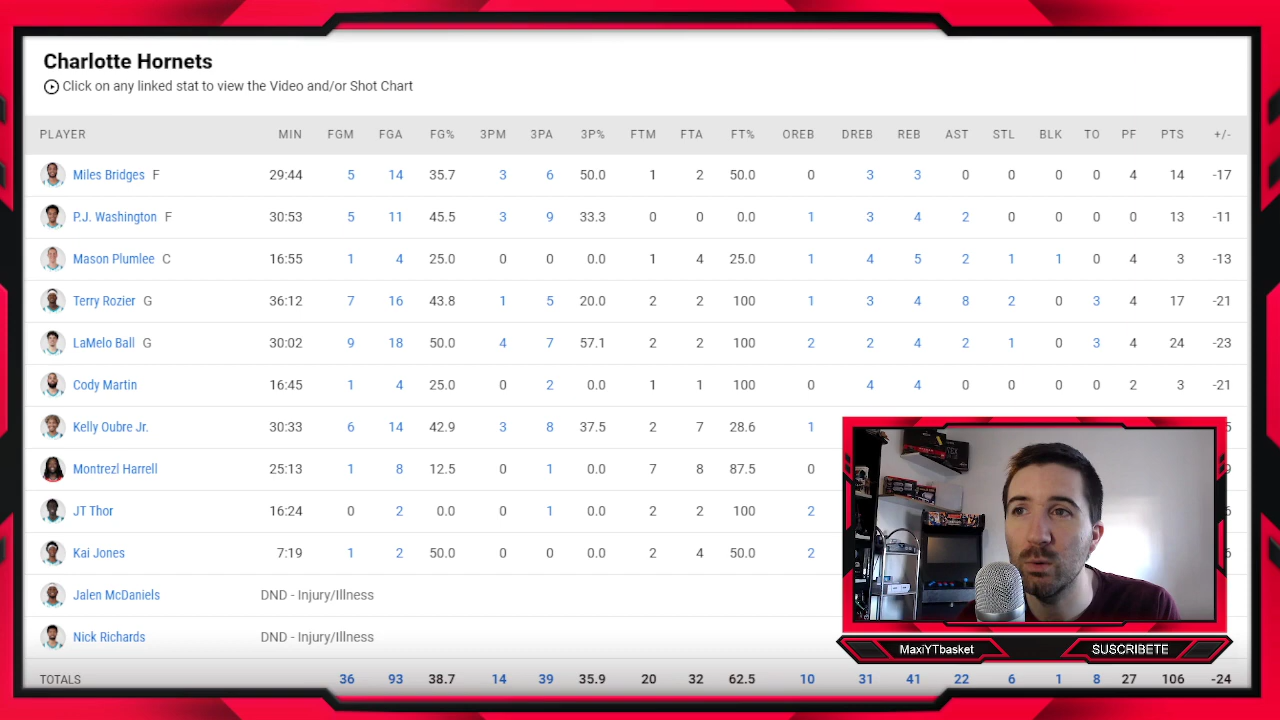 Charlotte Hornets
Click on any linked stat to view the Video and/or Shot Chart
PLAYER MIN FGM FGA FG% 3PM 3PA 3P% FTM FTA FT% OREB DREB REB AST STL BLK TO PF PTS +/-
Miles Bridges F 29:44 5 14 35.7 3 6 50.0 1 2 50.0 0 3 3 0 0 0 0 4 14 -17
P.J. Washington F 30:53 5 11 45.5 3 9 33.3 0 0 0.0 1 3 4 2 0 0 0 0 13 -11
Mason Plumlee C 16:55 1 4 25.0 0 0 0.0 1 4 25.0 1 4 5 2 1 1 0 4 3 -13
Terry Rozier G 36:12 7 16 43.8 1 5 20.0 2 2 100 1 3 4 8 2 0 3 4 17 -21
LaMelo Ball G 30:02 9 18 50.0 4 7 57.1 2 2 100 2 2 4 2 1 0 3 4 24 -23
Cody Martin 16:45 1 4 25.0 0 2 0.0 1 1 100 0 4 4 0 0 0 0 2 3 -21
Kelly Oubre Jr. 30:33 6 14 42.9 3 8 37.5 2 7 28.6 1
Montrezl Harrell 25:13 1 8 12.5 0 1 0.0 7 8 87.5 0
JT Thor 16:24 0 2 0.0 0 1 0.0 2 2 100 2
Kai Jones 7:19 1 2 50.0 0 0 0.0 2 4 50.0 2
Jalen McDaniels DND - Injury/Illness
Nick Richards DND - Injury/Illness
MaxiYTbasket SUSCRIBETE
TOTALS 36 93 38.7 14 39 35.9 20 32 62.5 10 31 41 22 6 1 8 27 106 -24